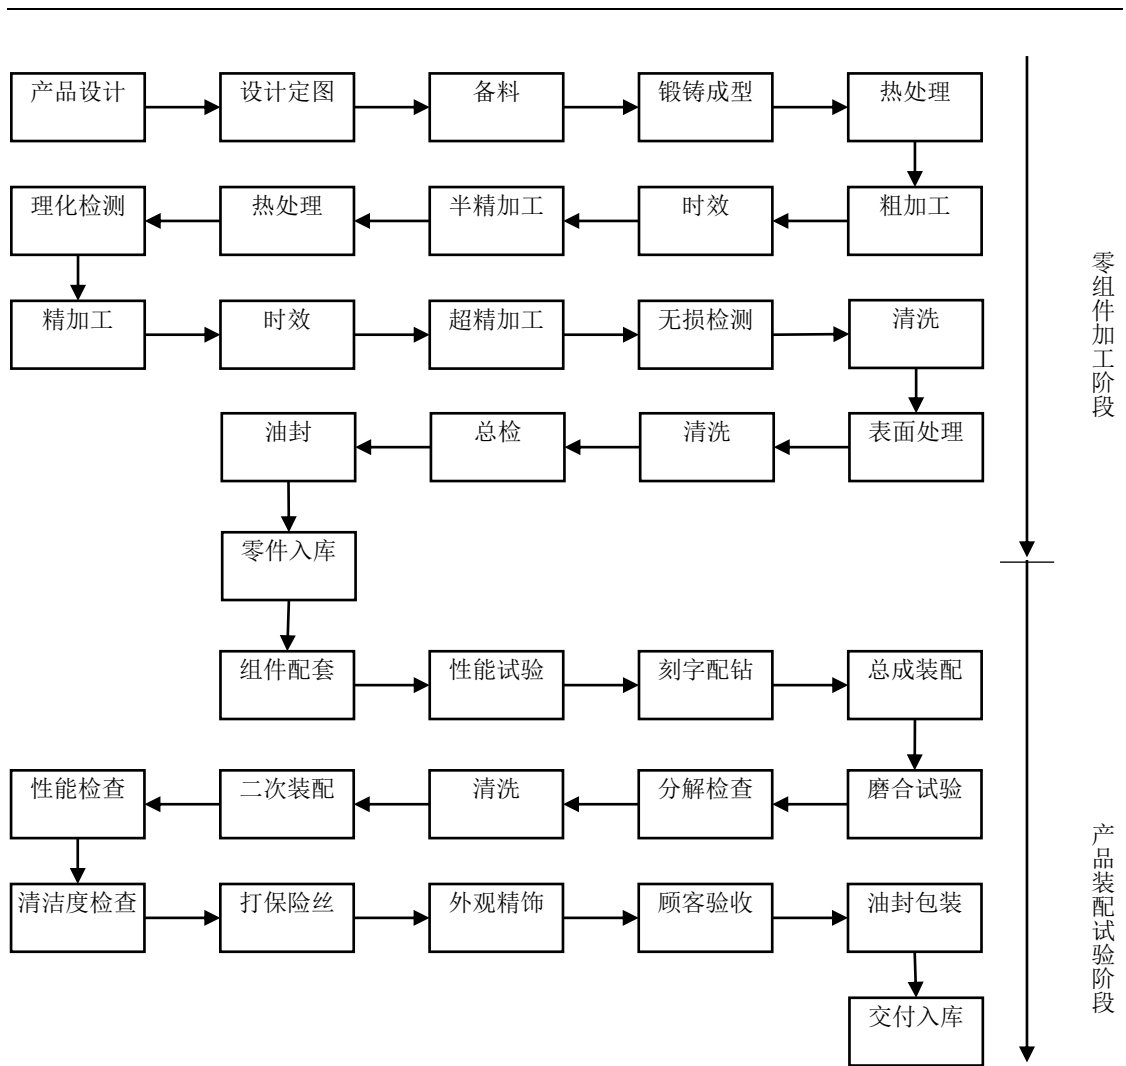 产品设计
设计定图
备料
锻铸成型
热处理
粗加工
时效
半精加工
热处理
理化检测
精加工
时效
超精加工
无损检测
清洗
表面处理
清洗
总检
油封
零件入库
零组件加工阶段
组件配套
性能试验
刻字配钻
总成装配
磨合试验
分解检查
清洗
二次装配
性能检查
清洁度检查
打保险丝
外观精饰
顾客验收
油封包装
交付入库
产品装配试验阶段